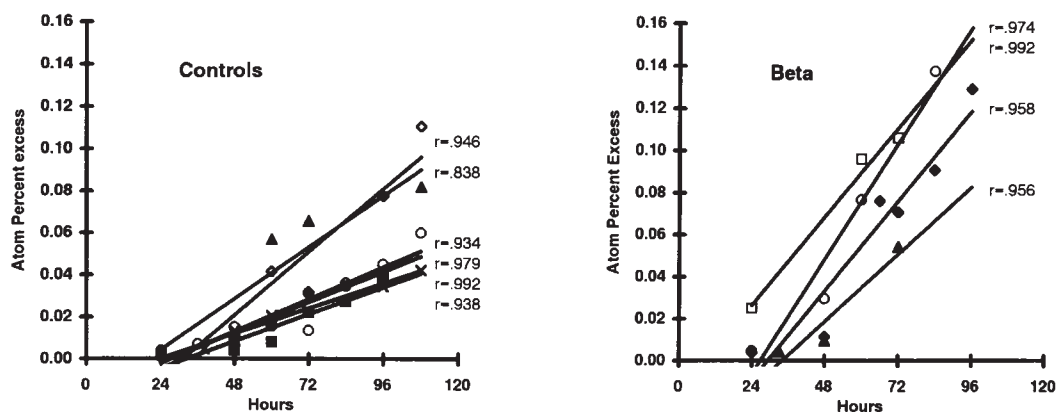 Controls
Atom Percent excess
0.16
0.14
0.12
0.10
0.08
0.06
0.04
0.02
0.00
0 24 48 72 96 120
Hours
r=.946
r=.838
r=.934
r=.979
r=.992
r=.938
Beta
Atom Percent Excess
0.16
0.14
0.12
0.10
0.08
0.06
0.04
0.02
0.00
0 24 48 72 96 120
Hours
r=.974
r=.992
r=.958
r=.956